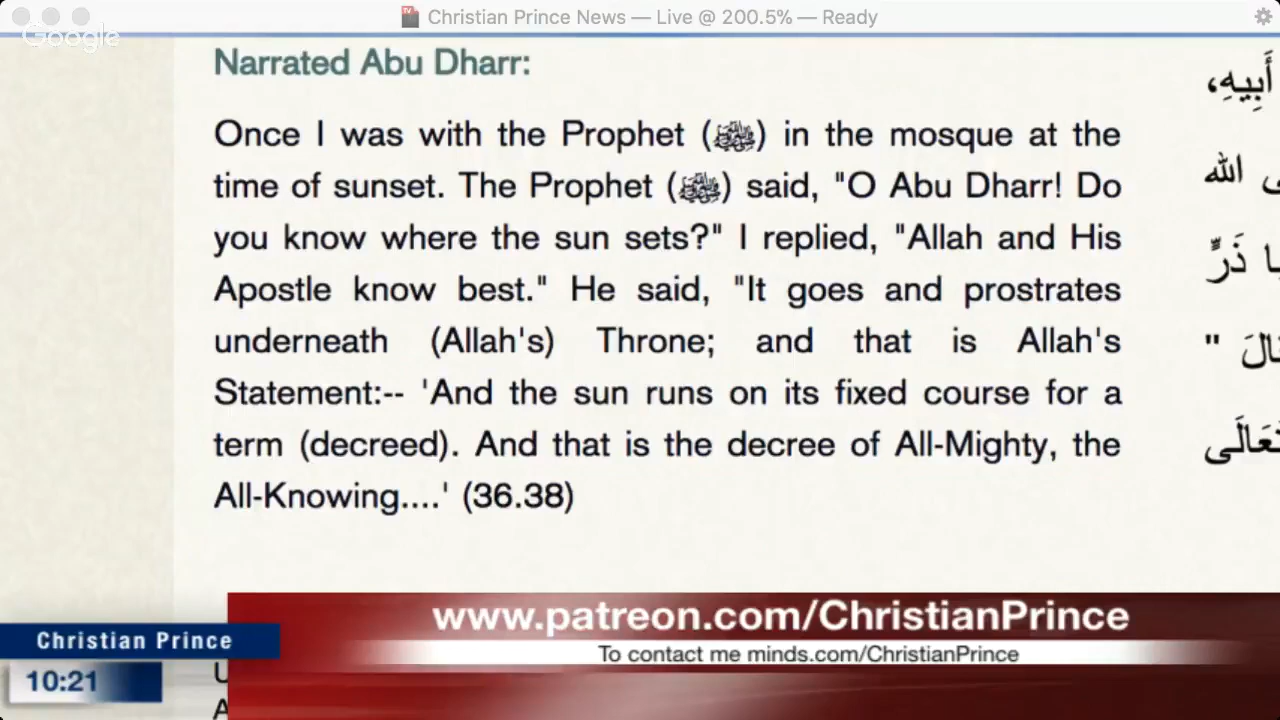 Christian Prince News — Live @ 200.5% — Ready
Google
Narrated Abu Dharr:
Once I was with the Prophet (ﷺ) in the mosque at the
time of sunset. The Prophet (ﷺ) said, "O Abu Dharr! Do
you know where the sun sets?" I replied, "Allah and His
Apostle know best." He said, "It goes and prostrates
underneath (Allah's) Throne; and that is Allah's
Statement:-- 'And the sun runs on its fixed course for a
term (decreed). And that is the decree of All-Mighty, the
All-Knowing....' (36.38)
أَبِيهِ،
الله
ذَرٍّ
"
www.patreon.com/ChristianPrince
To contact me minds.com/ChristianPrince
Christian Prince
10:21